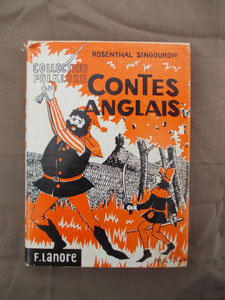 ROSENTHAL SINGOUROFF
COLLECTION
FOLKLORE
CONTES
ANGLAIS
F. LANORE